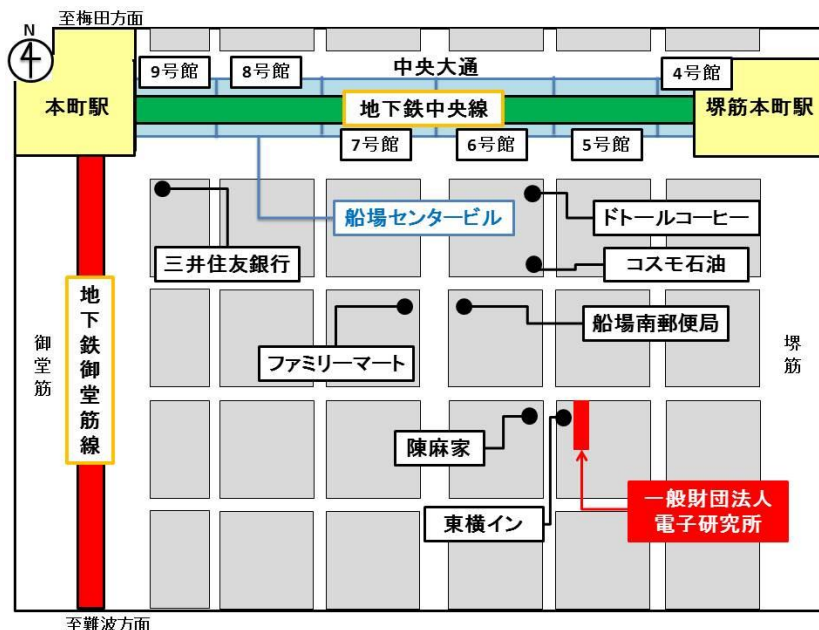 至梅田方面
N
9号館
8号館
中央大通
4号館
本町駅
地下鉄中央線
堺筋本町駅
7号館
6号館
5号館
船場センタービル
ドトールコーヒー
三井住友銀行
コスモ石油
地下鉄御堂筋線
御堂筋
船場南郵便局
堺筋
ファミリーマート
陳麻家
東横イン
一般財団法人
電子研究所
至難波方面